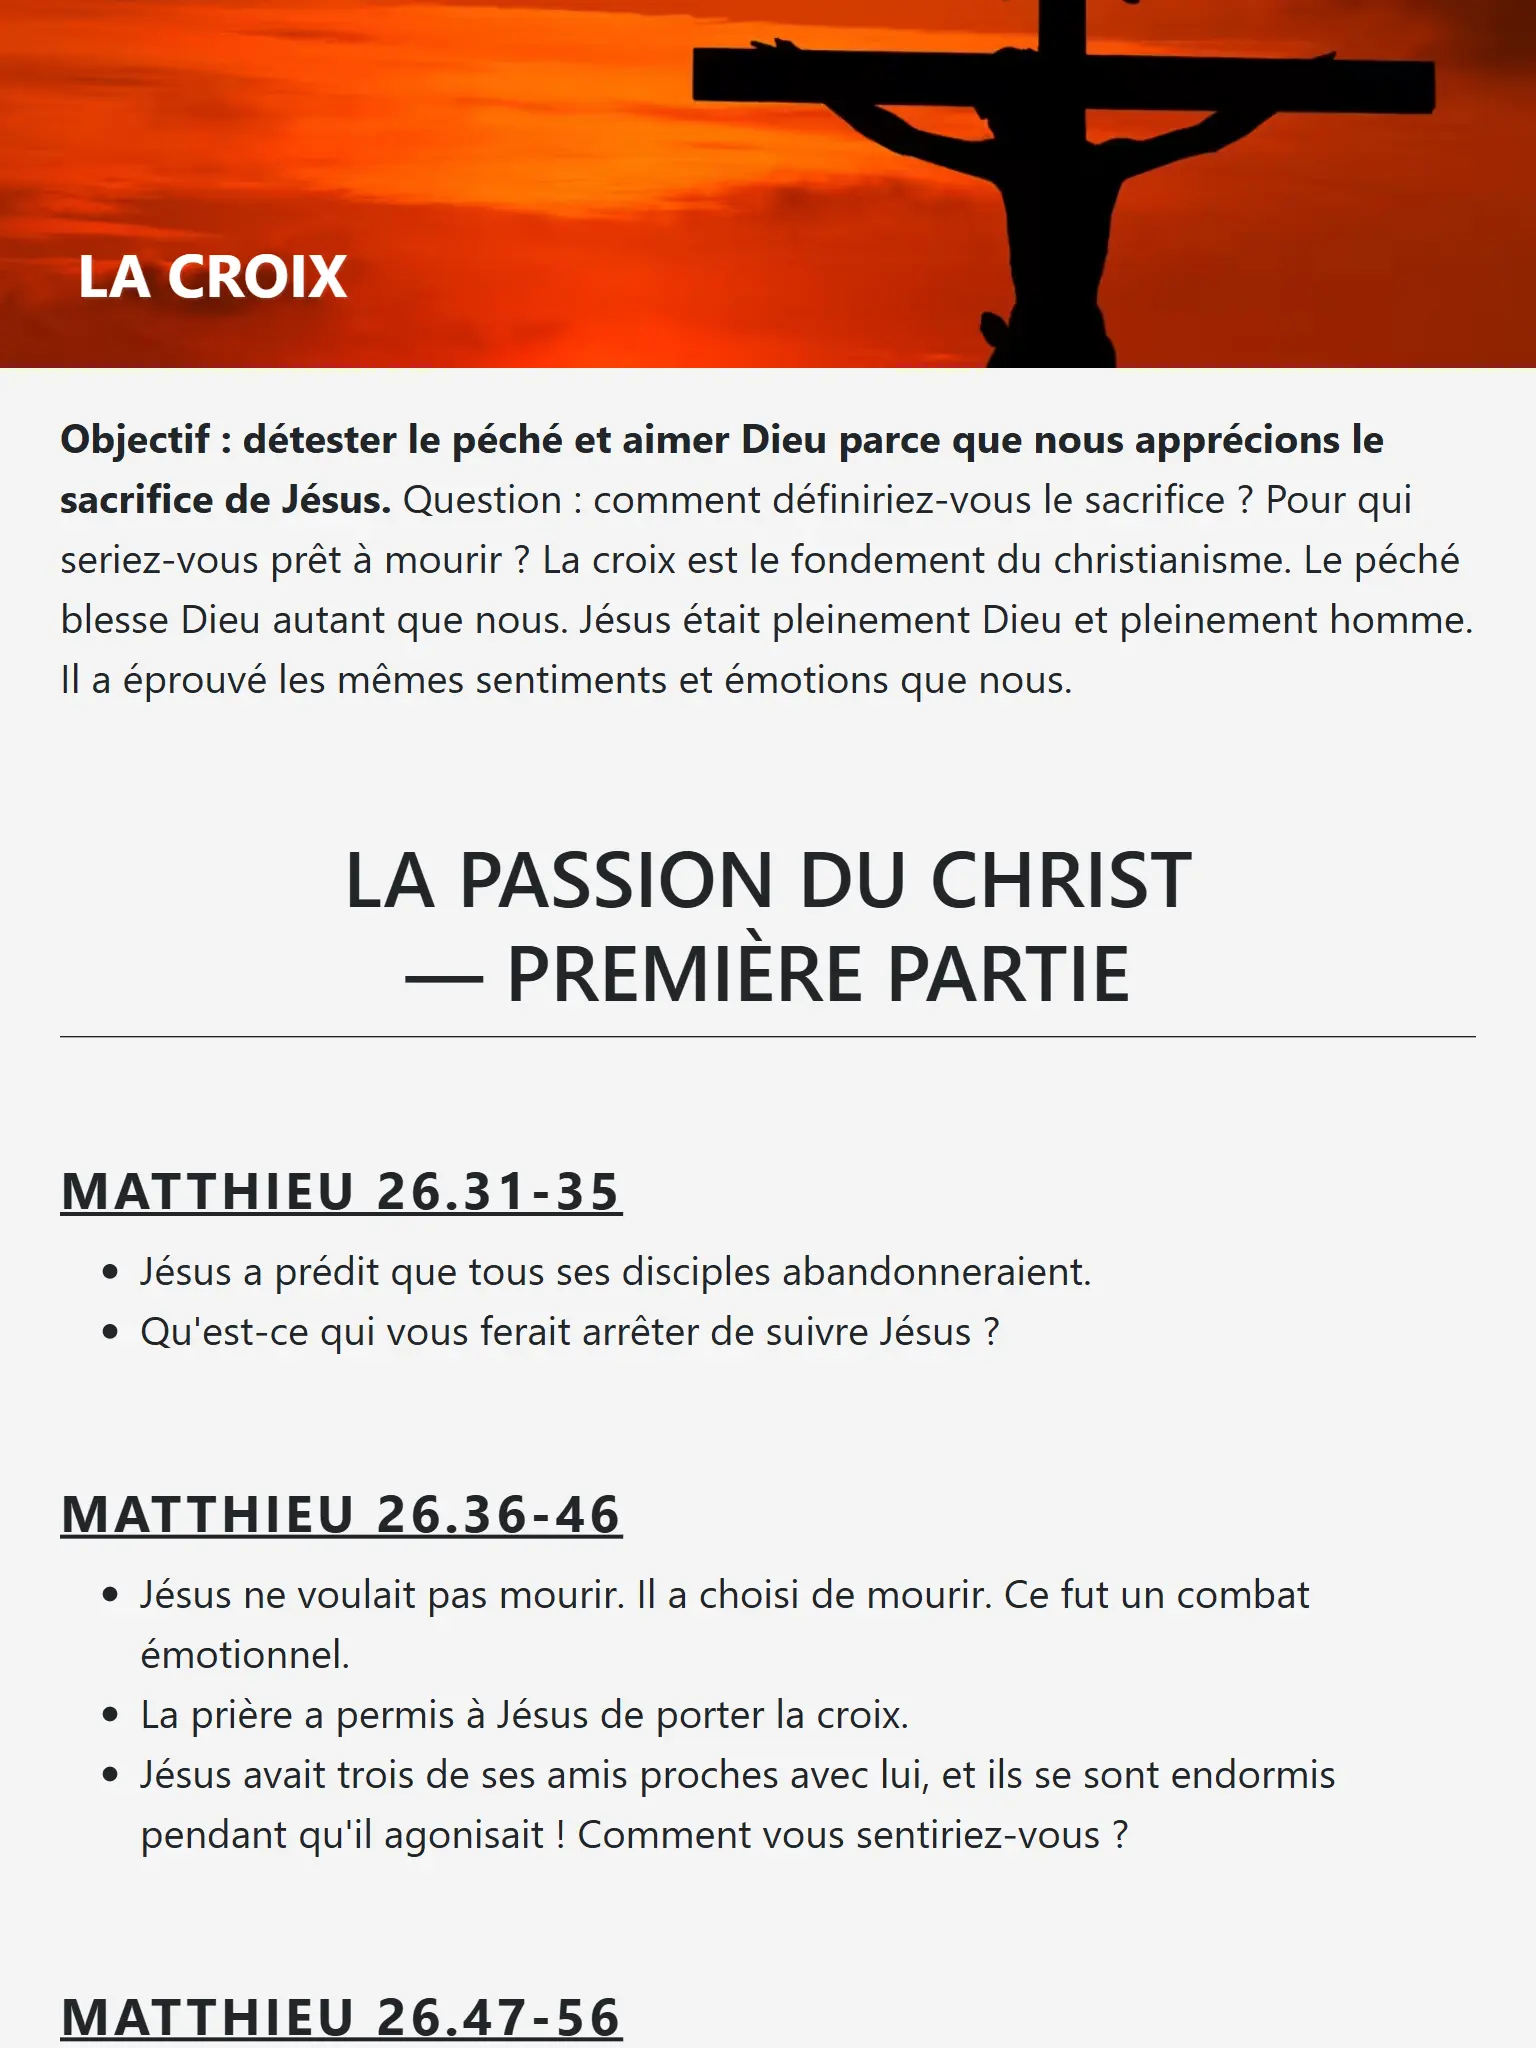 LA CROIX
Objectif : détester le péché et aimer Dieu parce que nous apprécions le
sacrifice de Jésus. Question : comment définiriez-vous le sacrifice ? Pour qui
seriez-vous prêt à mourir ? La croix est le fondement du christianisme. Le péché
blesse Dieu autant que nous. Jésus était pleinement Dieu et pleinement homme.
Il a éprouvé les mêmes sentiments et émotions que nous.
LA PASSION DU CHRIST
— PREMIÈRE PARTIE
MATTHIEU 26.31-35
• Jésus a prédit que tous ses disciples abandonneraient.
• Qu'est-ce qui vous ferait arrêter de suivre Jésus ?
MATTHIEU 26.36-46
• Jésus ne voulait pas mourir. Il a choisi de mourir. Ce fut un combat
émotionnel.
• La prière a permis à Jésus de porter la croix.
• Jésus avait trois de ses amis proches avec lui, et ils se sont endormis
pendant qu'il agonisait ! Comment vous sentiriez-vous ?
MATTHIEU 26.47-56